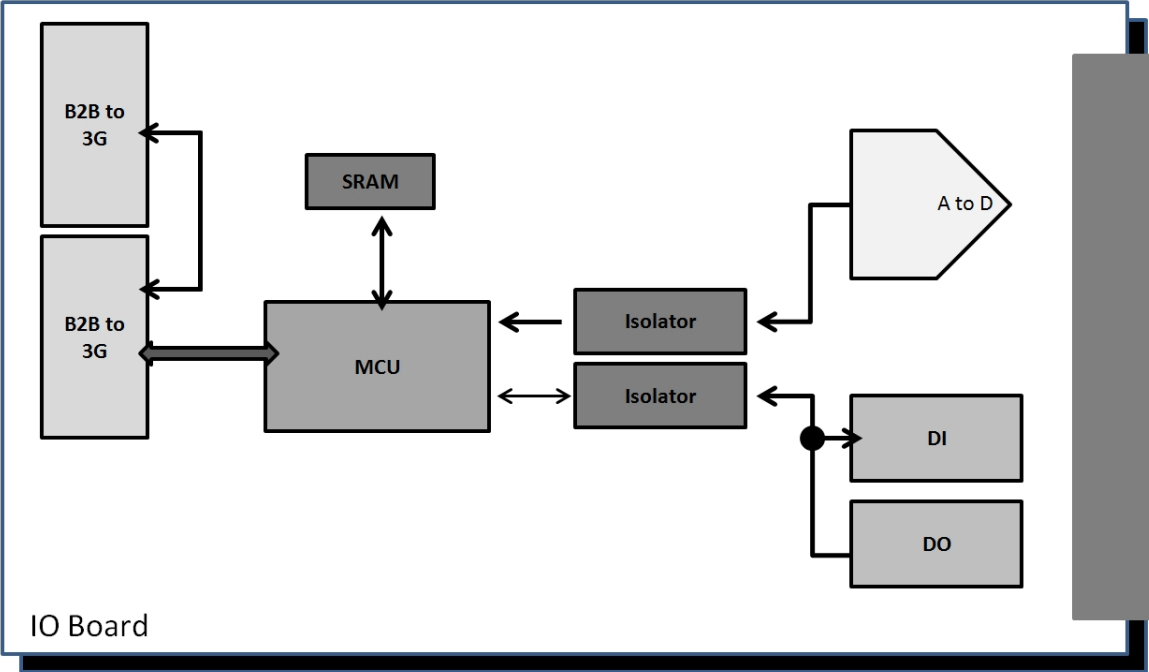 B2B to
3G
SRAM
A to D
B2B to
3G
MCU
Isolator
Isolator
DI
DO
IO Board